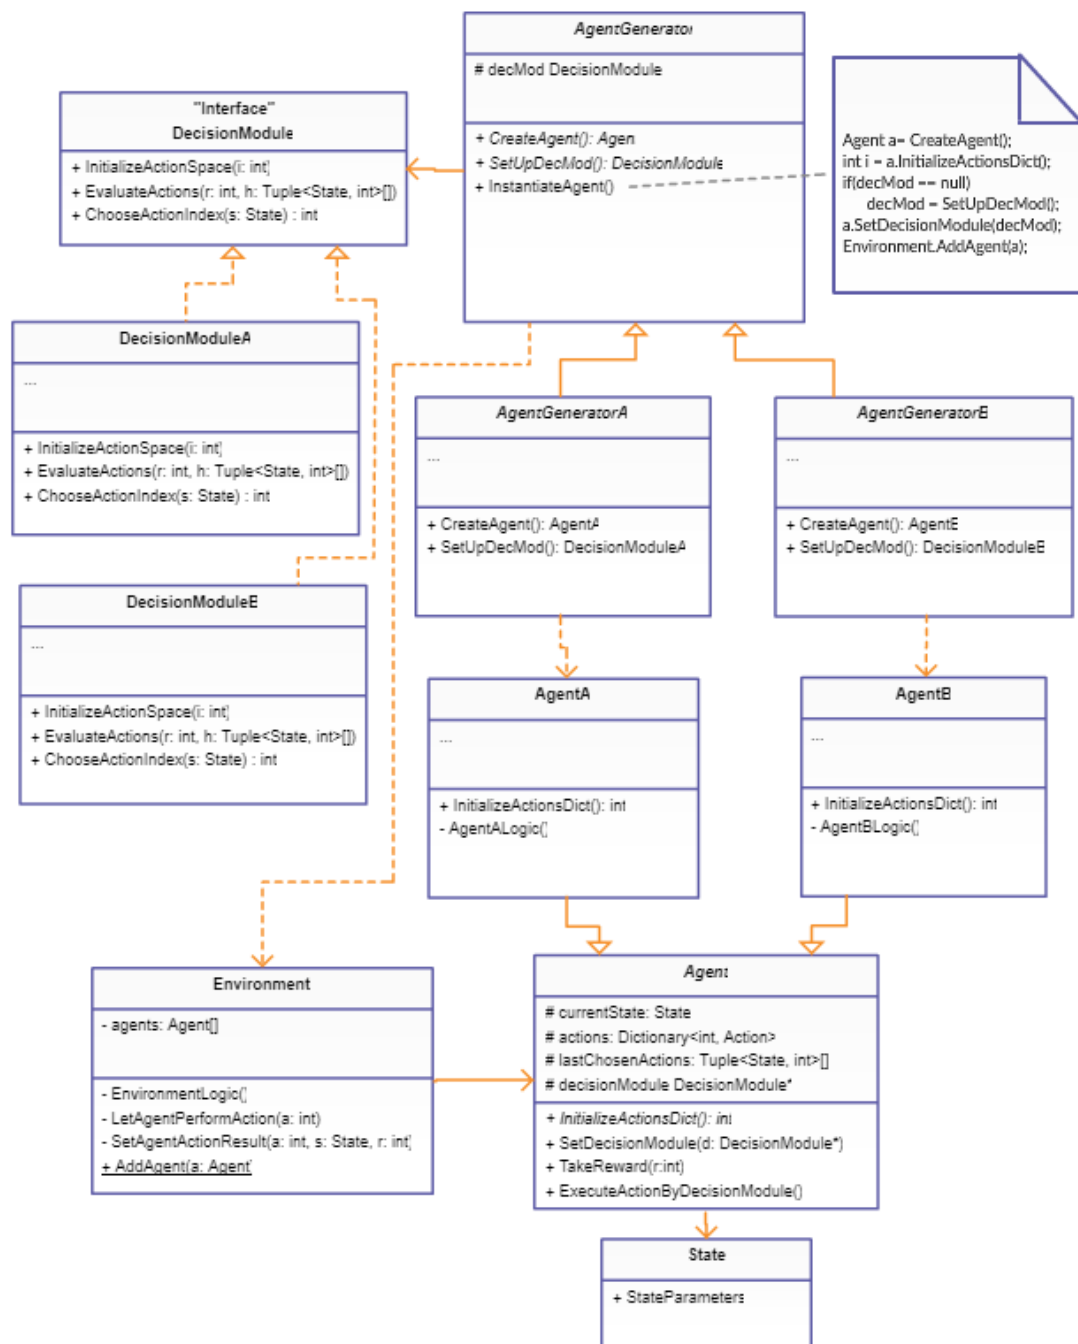 AgentGenerator
# decMod DecisionModule
+ CreateAgent(): Agen
+ SetUpDecMod(): DecisionModule
+ InstantiateAgent()
Agent a= CreateAgent();
int i = a.InitializeActionsDict();
if(decMod == null)
decMod = SetUpDecMod();
a.SetDecisionModule(decMod);
Environment.AddAgent(a);
"Interface"
DecisionModule
+ InitializeActionSpace(i: int)
+ EvaluateActions(r: int, h: Tuple<State, int>[])
+ ChooseActionIndex(s: State) : int
DecisionModuleA
...
+ InitializeActionSpace(i: int)
+ EvaluateActions(r: int, h: Tuple<State, int>[])
+ ChooseActionIndex(s: State) : int
AgentGeneratorA
...
+ CreateAgent(): AgentA
+ SetUpDecMod(): DecisionModuleA
AgentGeneratorB
...
+ CreateAgent(): AgentB
+ SetUpDecMod(): DecisionModuleB
DecisionModuleB
...
+ InitializeActionSpace(i: int)
+ EvaluateActions(r: int, h: Tuple<State, int>[])
+ ChooseActionIndex(s: State) : int
AgentA
...
+ InitializeActionsDict(): int
- AgentALogic()
AgentB
...
+ InitializeActionsDict(): int
- AgentBLogic()
Environment
- agents: Agent[]
- EnvironmentLogic()
- LetAgentPerformAction(a: int)
- SetAgentActionResult(a: int, s: State, r: int)
+ AddAgent(a: Agent)
Agent
# currentState: State
# actions: Dictionary<int, Action>
# lastChosenActions: Tuple<State, int>[]
# decisionModule DecisionModule*
+ InitializeActionsDict(): int
+ SetDecisionModule(d: DecisionModule*)
+ TakeReward(r:int)
+ ExecuteActionByDecisionModule()
State
+ StateParameters